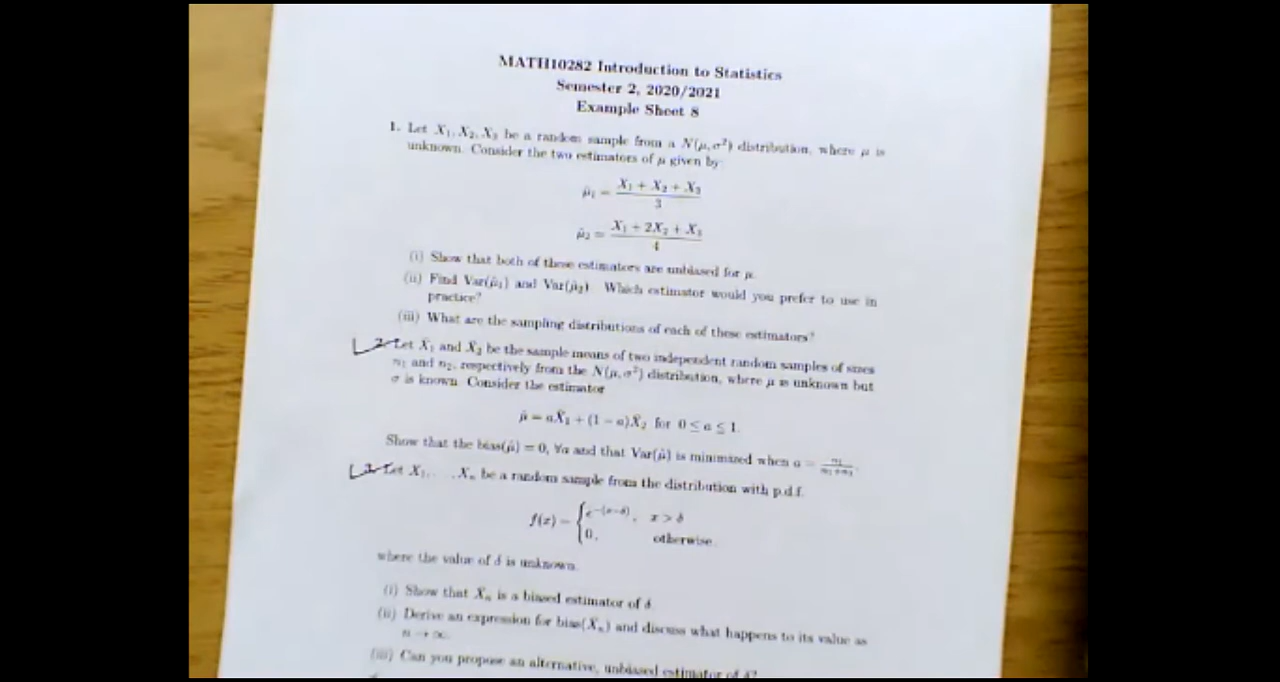 MATH10282 Introduction to Statistics
Semester 2, 2020/2021
Example Sheet 8
1. Let X₁, X₂, X₃ be a random sample from a N(μ, σ²) distribution, where μ is
unknown. Consider the two estimators of μ given by
μ̂₁ = (X₁ + X₂ + X₃)/3
μ̂₂ = (X₁ + 2X₂ + X₃)/4
(i) Show that both of these estimators are unbiased for μ.
(ii) Find Var(μ̂₁) and Var(μ̂₂). Which estimator would you prefer to use in
practice?
(iii) What are the sampling distributions of each of these estimators?
2. Let X̄₁ and X̄₂ be the sample means of two independent random samples of sizes
n₁ and n₂, respectively from the N(μ, σ²) distribution, where μ is unknown but
σ is known. Consider the estimator
μ̂ = aX̄₁ + (1 − a)X̄₂ for 0 ≤ a ≤ 1.
Show that the bias(μ̂) = 0, ∀a and that Var(μ̂) is minimized when a = n₁/(n₁+n₂).
3. Let X₁, . . . , Xₙ be a random sample from the distribution with p.d.f.
f(x) = { e^−(x−δ), x > δ
0, otherwise.
where the value of δ is unknown.
(i) Show that X̄ₙ is a biased estimator of δ.
(ii) Derive an expression for bias(X̄ₙ) and discuss what happens to its value as
n → ∞.
(iii) Can you propose an alternative, unbiased estimator of δ?